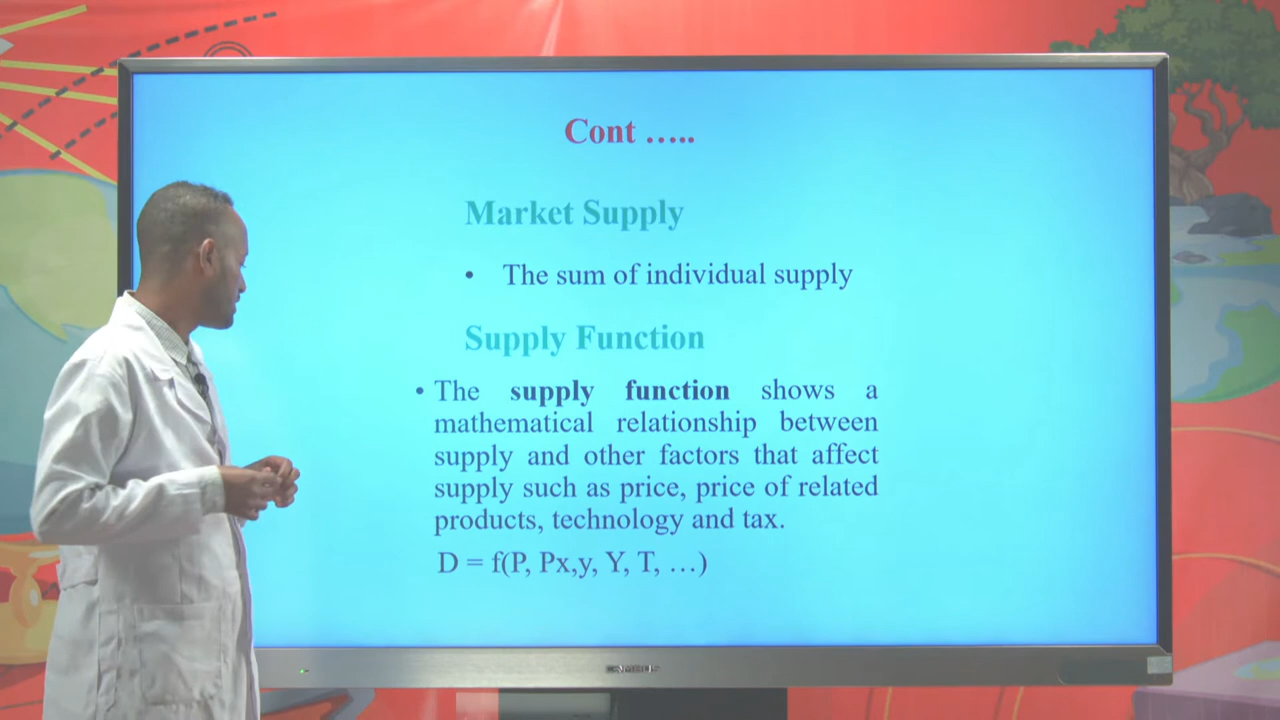 Cont …..
Market Supply
• The sum of individual supply
Supply Function
• The supply function shows a
mathematical relationship between
supply and other factors that affect
supply such as price, price of related
products, technology and tax.
D = f(P, Px,y, Y, T, …)